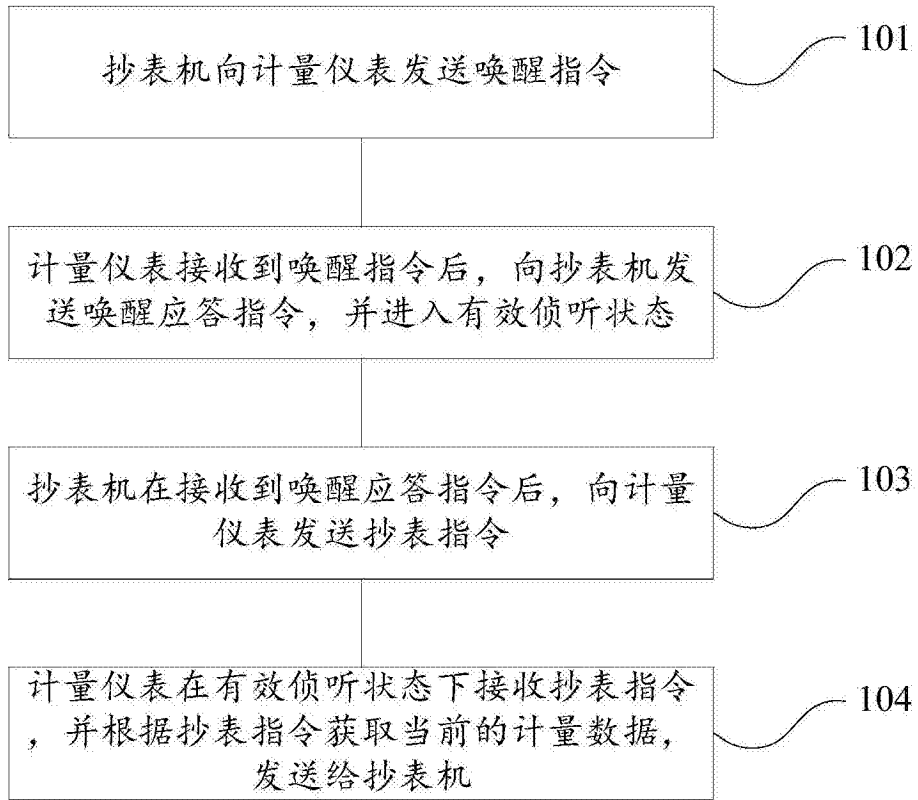 抄表机向计量仪表发送唤醒指令
101
计量仪表接收到唤醒指令后，向抄表机发
送唤醒应答指令，并进入有效侦听状态
102
抄表机在接收到唤醒应答指令后，向计量
仪表发送抄表指令
103
计量仪表在有效侦听状态下接收抄表指令
，并根据抄表指令获取当前的计量数据，
发送给抄表机
104